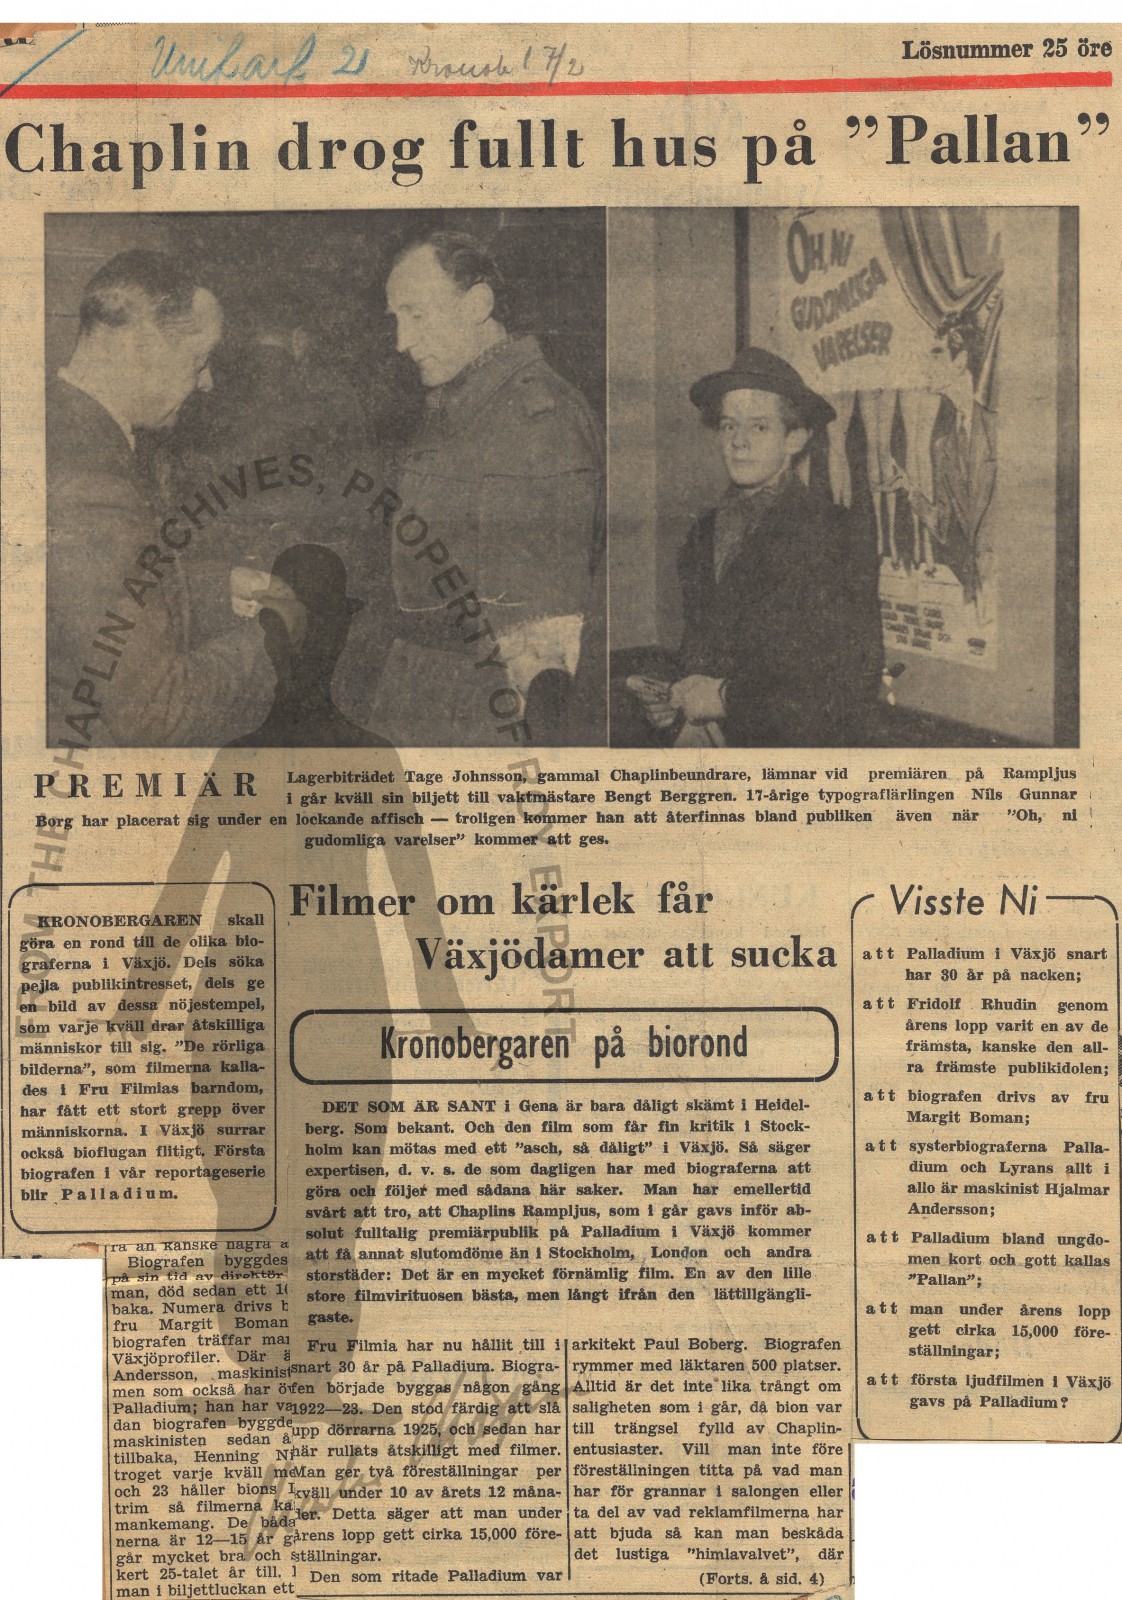 Lösnummer 25 öre
Chaplin drog fullt hus på ”Pallan”
ÖH, NI
GUDOMLIGA
VARELSER
FROM THE CHAPLIN ARCHIVES, PROPERTY OF ROY EXPORT
PREMIÄR
Lagerbiträdet Tage Johnsson, gammal Chaplinbeundrare, lämnar vid premiären på Rampljus
i går kväll sin biljett till vaktmästare Bengt Berggren. 17-årige typograflärlingen Nils Gunnar
Borg har placerat sig under en lockande affisch — troligen kommer han att återfinnas bland publiken även när ”Oh, ni
gudomliga varelser” kommer att ges.
KRONOBERGAREN skall
göra en rond till de olika bio-
graferna i Växjö. Dels söka
pejla publikintresset, dels ge
en bild av dessa nöjestempel,
som varje kväll drar åtskilliga
människor till sig. ”De rörliga
bilderna”, som filmerna kalla-
des i Fru Filmias barndom,
har fått ett stort grepp över
människorna. I Växjö surrar
också bioflugan flitigt. Första
biografen i vår reportageserie
blir Palladium.
Filmer om kärlek får
Växjödamer att sucka
Kronobergaren på biorond
DET SOM ÄR SANT i Gena är bara dåligt skämt i Heidel-
berg. Som bekant. Och den film som får fin kritik i Stock-
holm kan mötas med ett ”asch, så dåligt” i Växjö. Så säger
expertisen, d. v. s. de som dagligen har med biograferna att
göra och följer med sådana här saker. Man har emellertid
svårt att tro, att Chaplins Rampljus, som i går gavs inför ab-
solut fulltalig premiärpublik på Palladium i Växjö kommer
att få annat slutomdöme än i Stockholm, London och andra
storstäder: Det är en mycket förnämlig film. En av den lille
store filmvirituosen bästa, men långt ifrån den lättillgängli-
gaste.
Fru Filmia har nu hållit till i
snart 30 år på Palladium. Biogra-
fen började byggas någon gång
1922—23. Den stod färdig att slå
upp dörrarna 1925, och sedan har
här rullats åtskilligt med filmer.
Man ger två föreställningar per
kväll under 10 av årets 12 måna-
der. Detta säger att man under
årens lopp gett cirka 15,000 före-
ställningar.
Den som ritade Palladium var
arkitekt Paul Boberg. Biografen
rymmer med läktaren 500 platser.
Alltid är det inte lika trångt om
saligheten som i går, då bion var
till trängsel fylld av Chaplin-
entusiaster. Vill man inte före
föreställningen titta på vad man
har för grannar i salongen eller
ta del av vad reklamfilmerna har
att bjuda så kan man beskåda
det lustiga ”himlavalvet”, där
(Forts. å sid. 4)
Visste Ni
att Palladium i Växjö snart
har 30 år på nacken;
att Fridolf Rhudin genom
årens lopp varit en av de
främsta, kanske den all-
ra främste publikidolen;
att biografen drivs av fru
Margit Boman;
att systerbiograferna Palla-
dium och Lyrans allt i
allo är maskinist Hjalmar
Andersson;
att Palladium bland ungdo-
men kort och gott kallas
”Pallan”;
att man under årens lopp
gett cirka 15,000 före-
ställningar;
att första ljudfilmen i Växjö
gavs på Palladium?
Biografen byggdes
på sin tid av direktör
man, död sedan ett
baka. Numera drivs
fru Margit Boman
biografen träffar
Växjöprofiler. Där
Andersson, maskinist
men som också har
Palladium; han har
dan biografen byggde
maskinisten sedan
tillbaka, Henning
troget varje kväll
och 23 håller bions
trim så filmerna
mankemang. De båda
nerna är 12—15 år
går mycket bra och
kert 25-talet år till,
man i biljettluckan ett